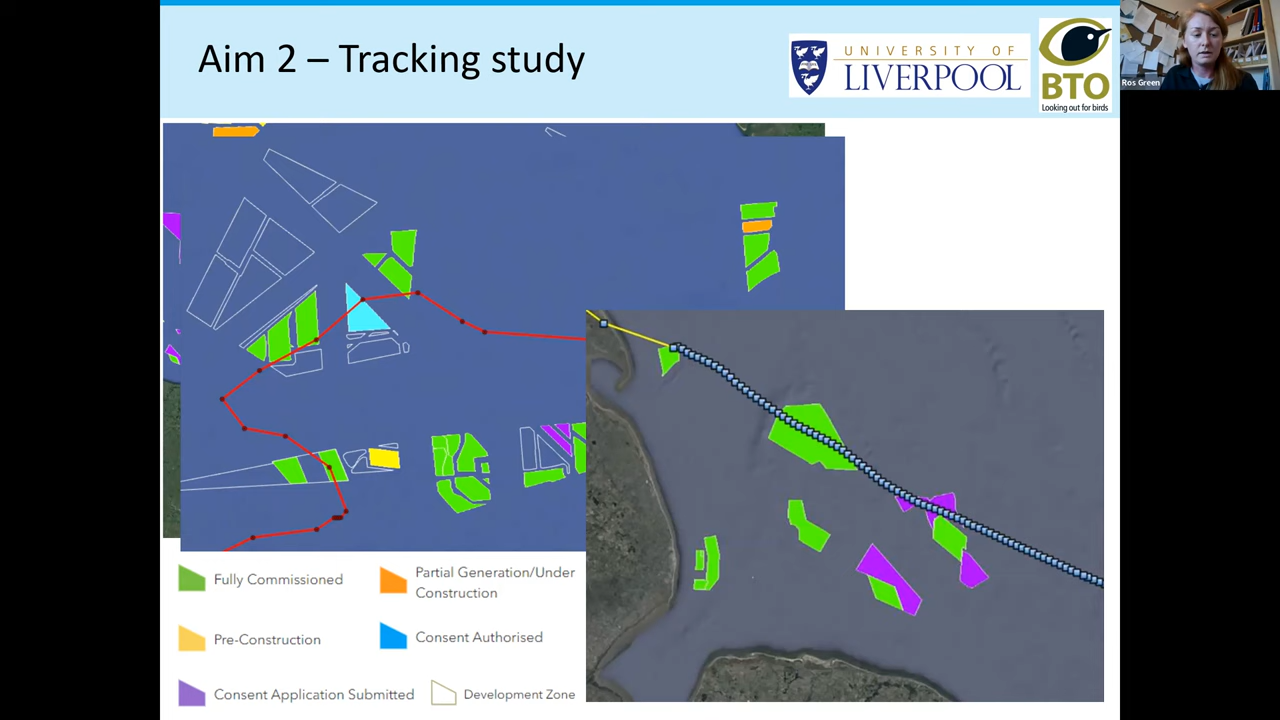 Aim 2 – Tracking study
UNIVERSITY OF
LIVERPOOL
BTO
Looking out for birds
Ros Green
Fully Commissioned
Partial Generation/Under
Construction
Pre-Construction
Consent Authorised
Consent Application Submitted
Development Zone